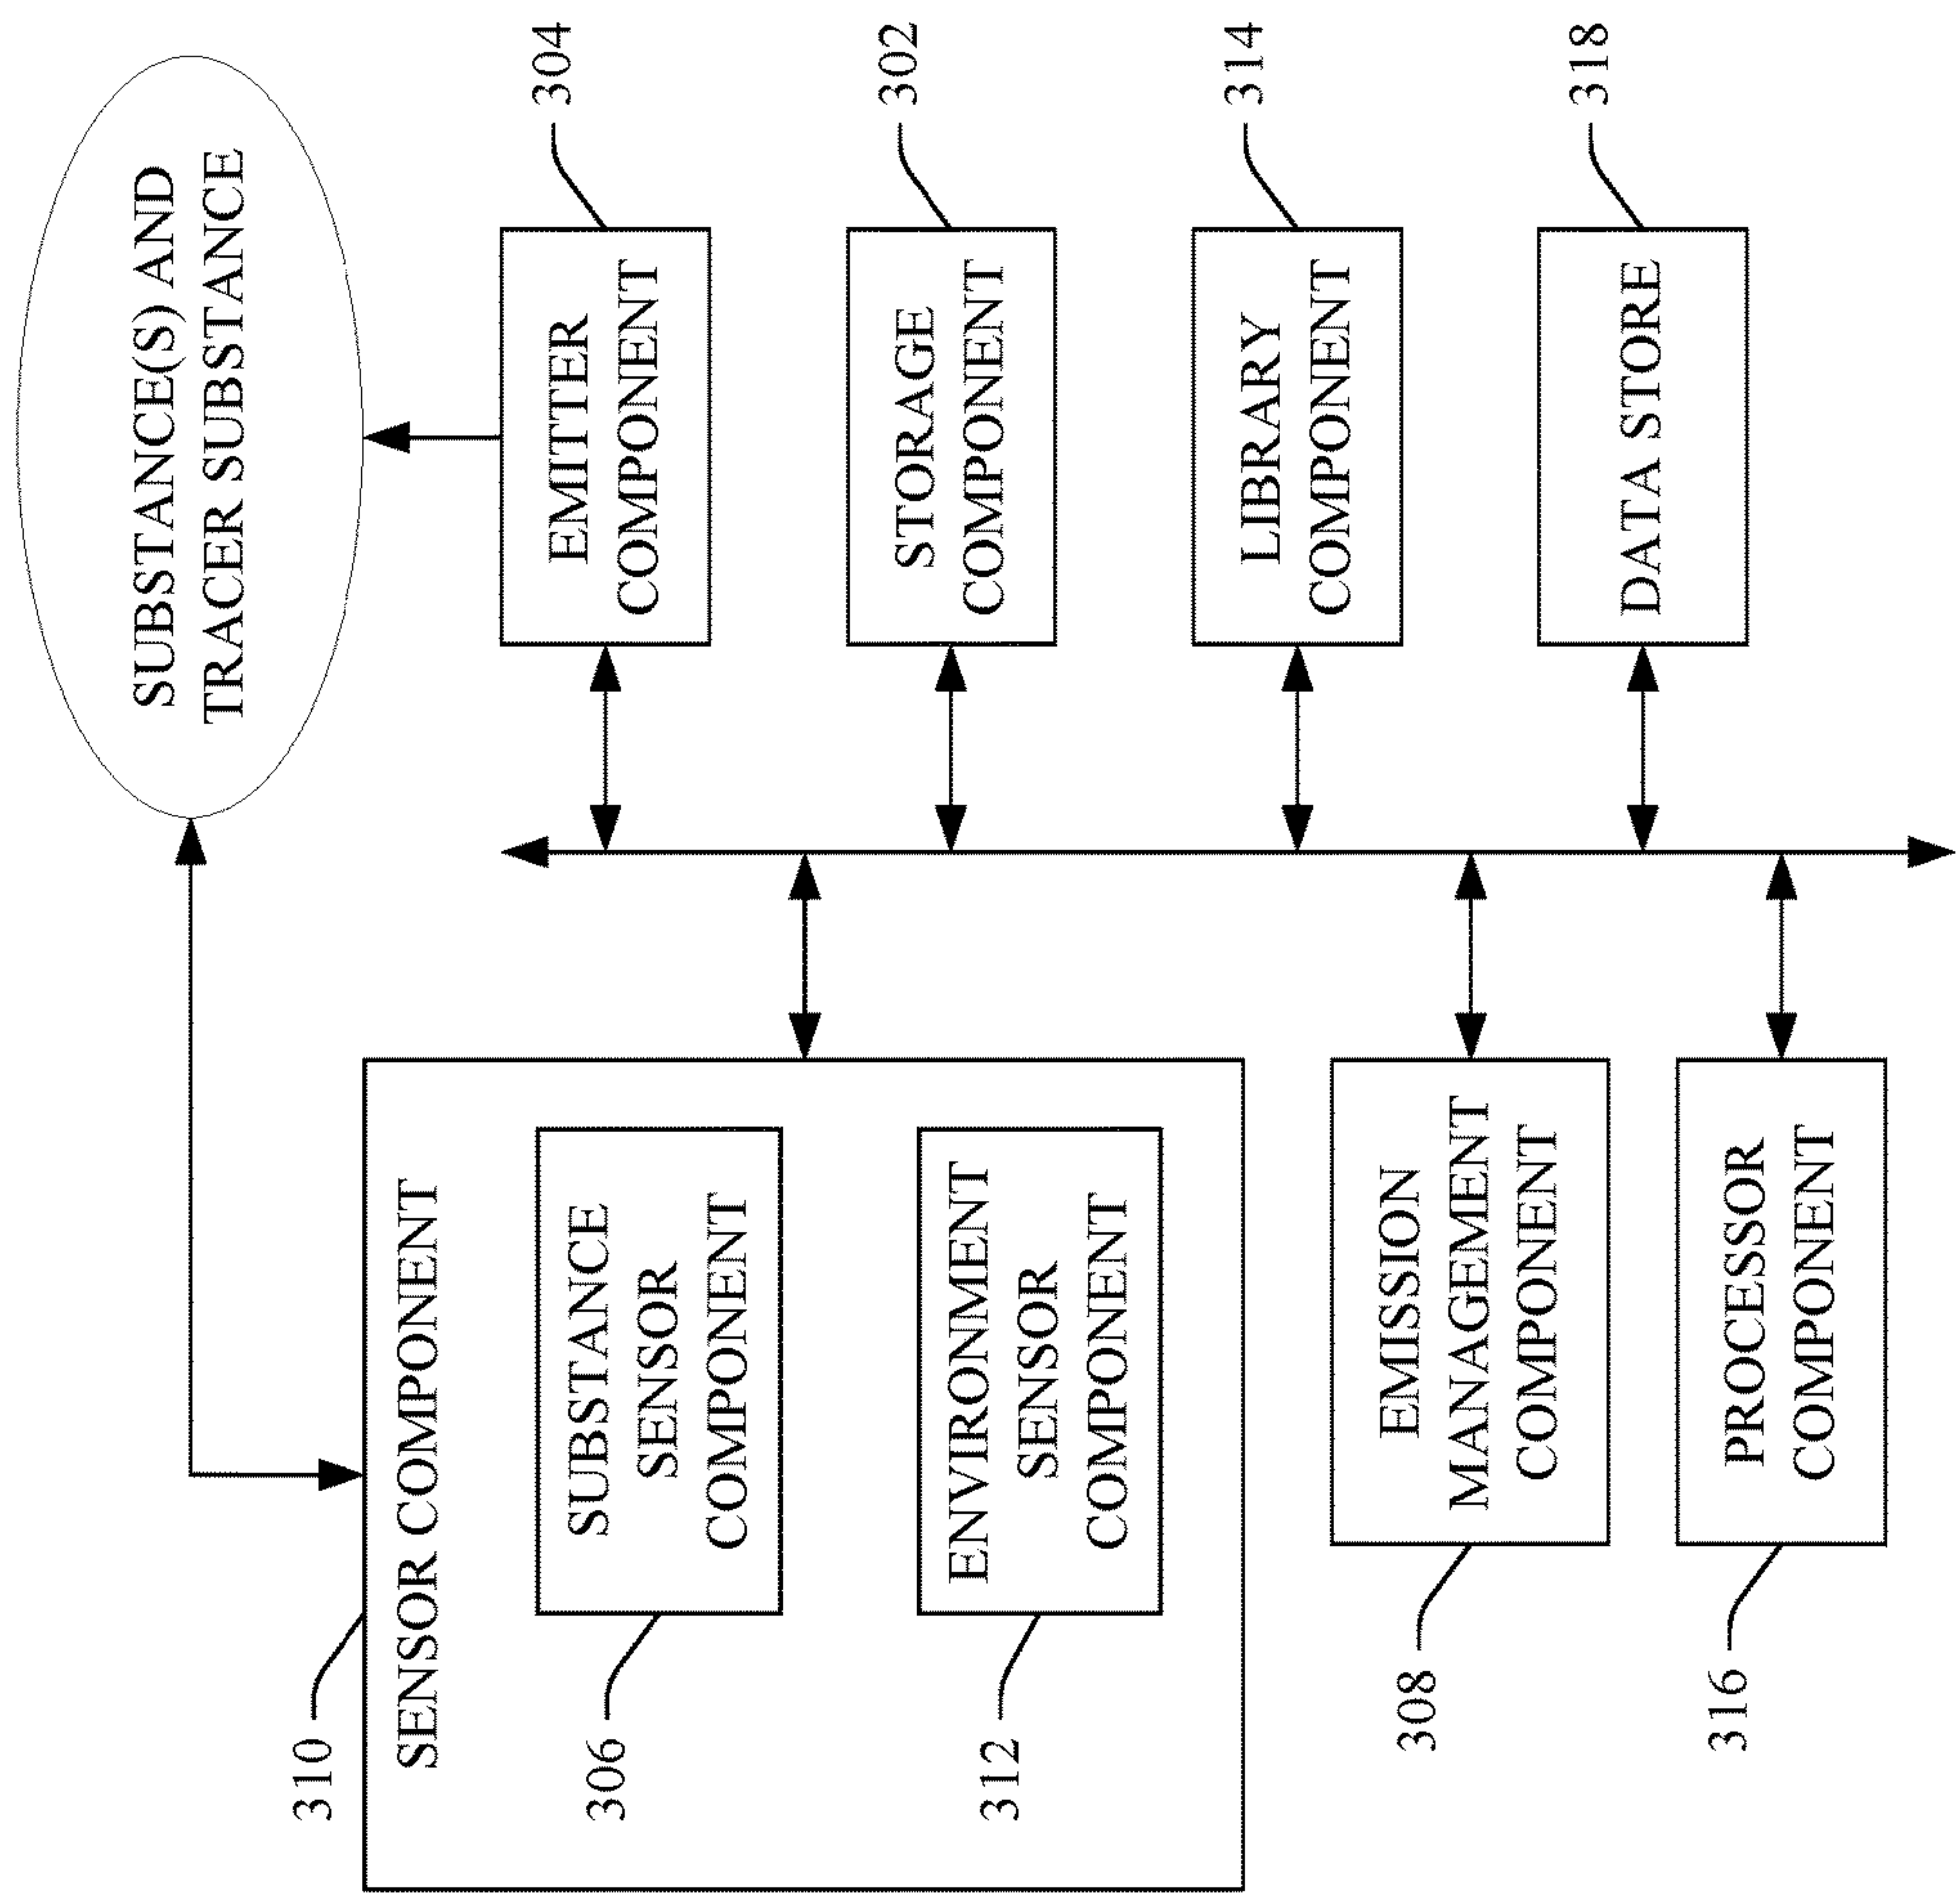 SUBSTANCE(S) AND
TRACER SUBSTANCE
310
SENSOR COMPONENT
306
SUBSTANCE
SENSOR
COMPONENT
312
ENVIRONMENT
SENSOR
COMPONENT
308
EMISSION
MANAGEMENT
COMPONENT
316
PROCESSOR
COMPONENT
304
EMITTER
COMPONENT
302
STORAGE
COMPONENT
314
LIBRARY
COMPONENT
318
DATA STORE